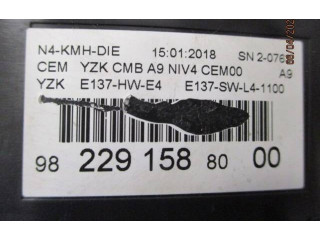 N4-KMH-DIE 15:01:2018 SN 2-076
CEM YZK CMB A9 NIV4 CEM00 A9
YZK E137-HW-E4 E137-SW-L4-1100
98 229 158 80 00